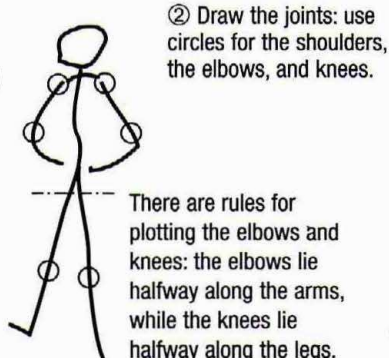 ② Draw the joints: use
circles for the shoulders,
the elbows, and knees.
There are rules for
plotting the elbows and
knees: the elbows lie
halfway along the arms,
while the knees lie
halfway along the legs.